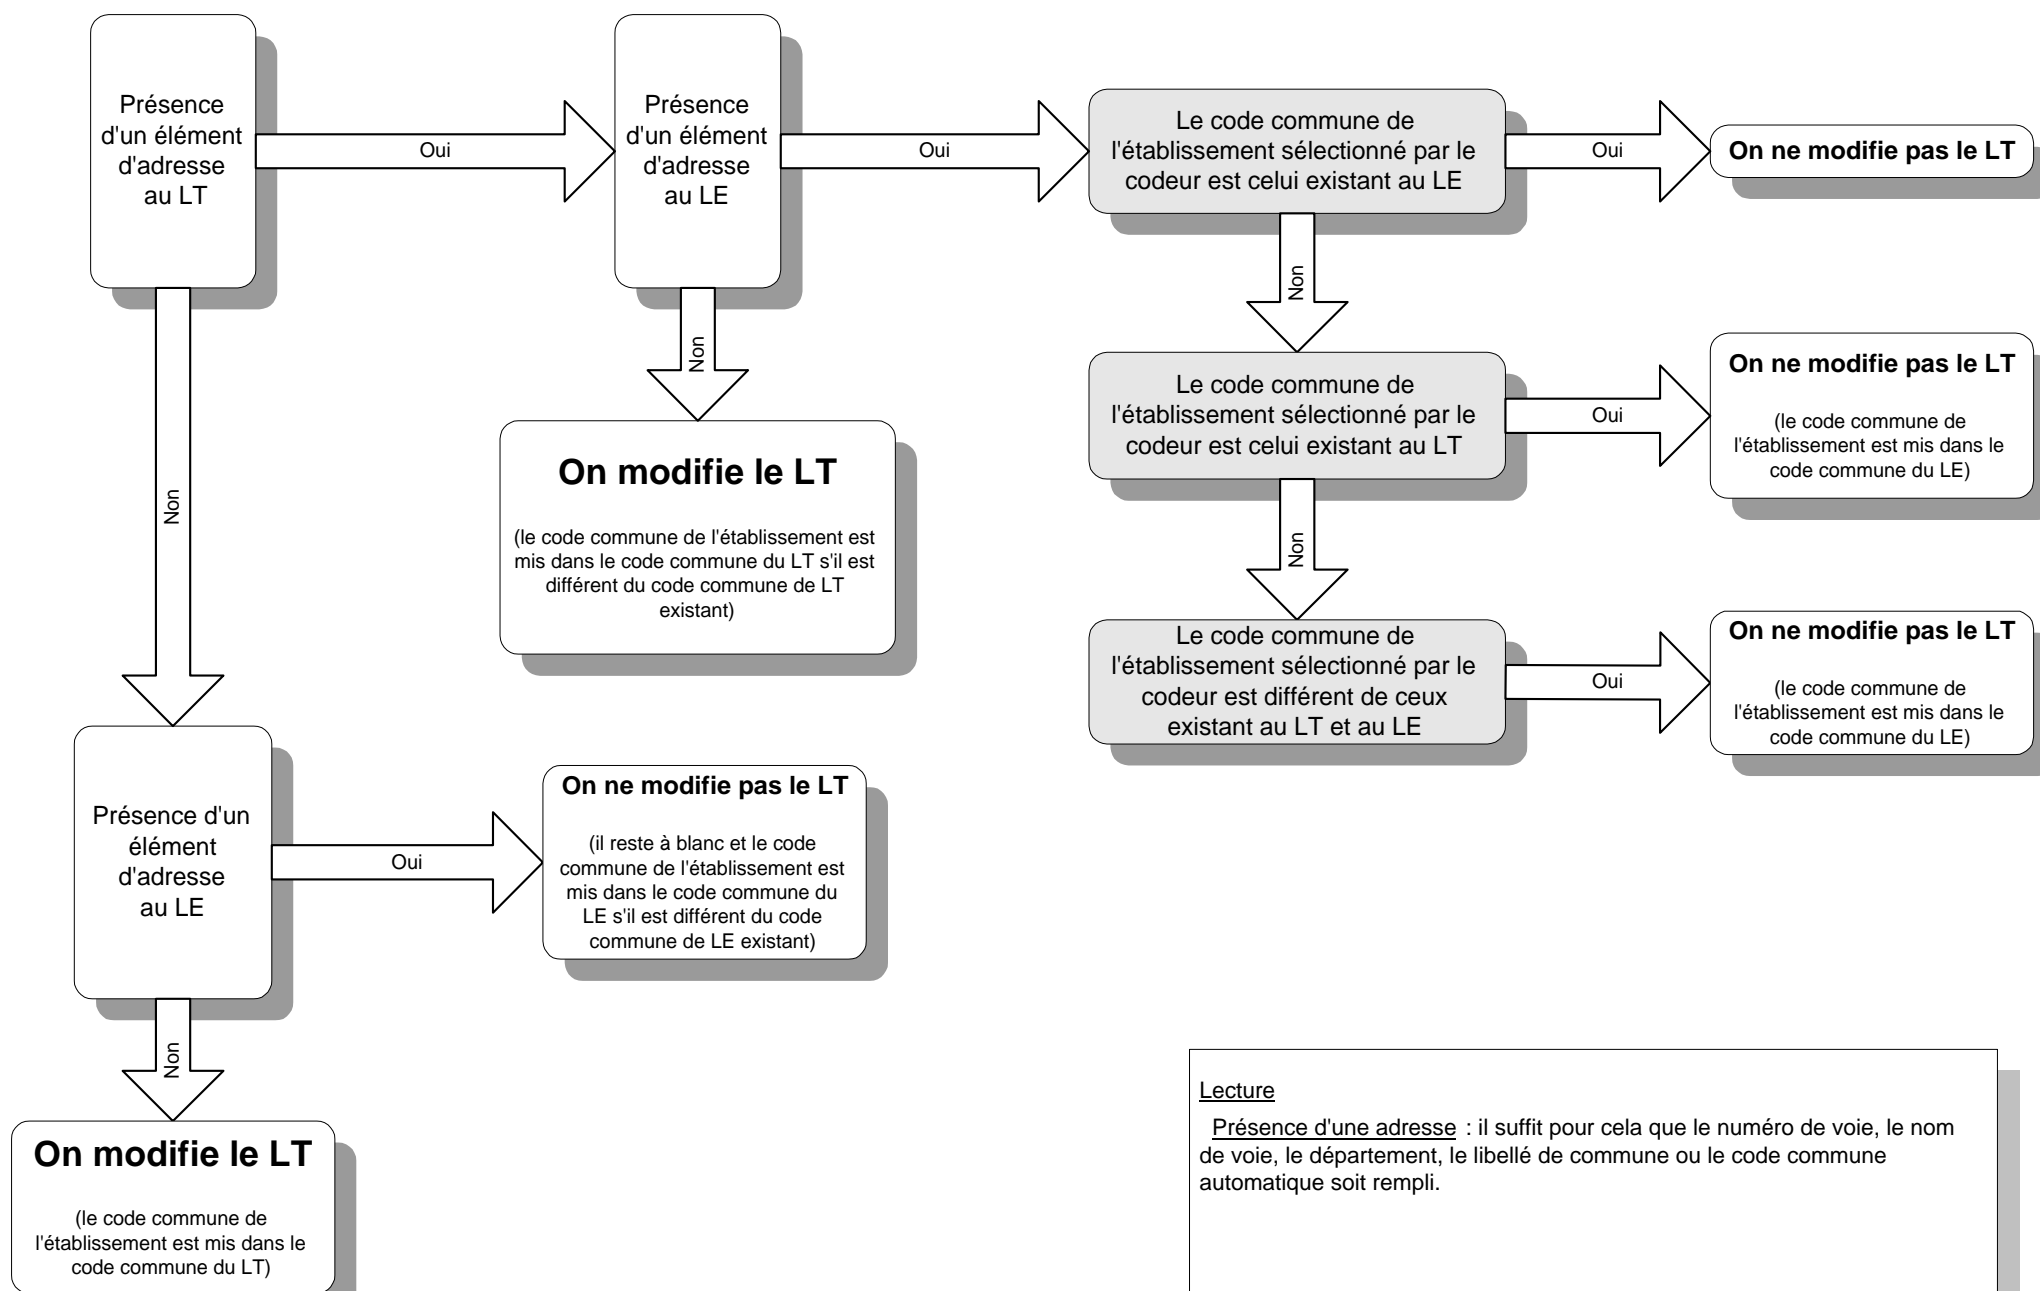 Présence
d'un élément
d'adresse
au LT
Oui
Présence
d'un élément
d'adresse
au LE
Oui
Le code commune de
l'établissement sélectionné par le
codeur est celui existant au LE
Oui
On ne modifie pas le LT
Non
Non
Le code commune de
l'établissement sélectionné par le
codeur est celui existant au LT
Oui
On ne modifie pas le LT
(le code commune de
l'établissement est mis dans le
code commune du LE)
On modifie le LT
(le code commune de l'établissement est
mis dans le code commune du LT s'il est
différent du code commune de LT
existant)
Non
Non
Le code commune de
l'établissement sélectionné par le
codeur est différent de ceux
existant au LT et au LE
Oui
On ne modifie pas le LT
(le code commune de
l'établissement est mis dans le
code commune du LE)
Présence d'un
élément
d'adresse
au LE
Oui
On ne modifie pas le LT
(il reste à blanc et le code
commune de l'établissement est
mis dans le code commune du
LE s'il est différent du code
commune de LE existant)
Non
On modifie le LT
(le code commune de
l'établissement est mis dans le
code commune du LT)
Lecture
Présence d'une adresse : il suffit pour cela que le numéro de voie, le nom
de voie, le département, le libellé de commune ou le code commune
automatique soit rempli.